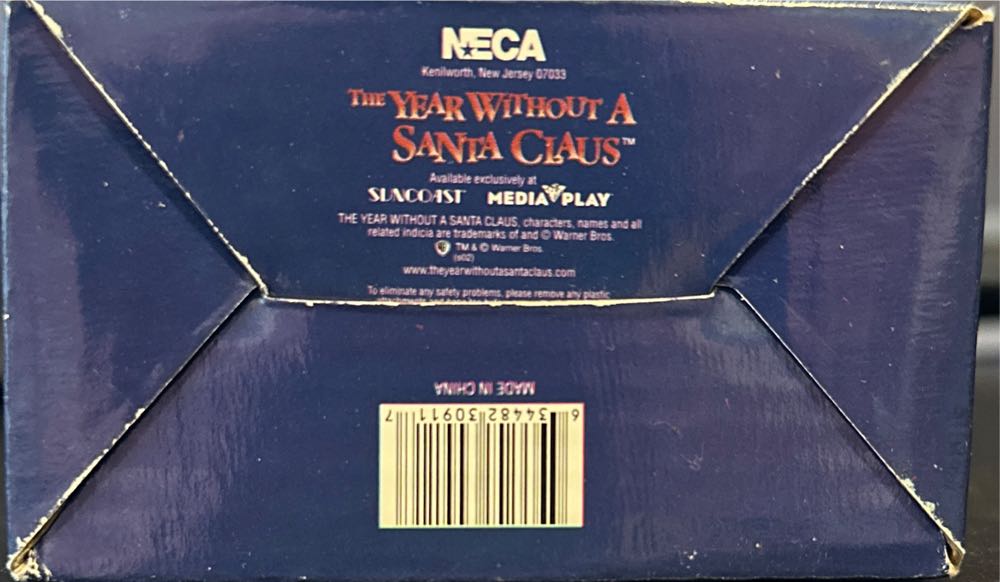 NECA
Kenilworth, New Jersey 07033
THE YEAR WITHOUT A
SANTA CLAUS™
Available exclusively at
SUNCOAST MEDIA PLAY
THE YEAR WITHOUT A SANTA CLAUS, characters, names and all
related indicia are trademarks of and © Warner Bros.
WB TM & © Warner Bros.
(s02)
www.theyearwithoutasantaclaus.com
To eliminate any safety problems, please remove any plastic
MADE IN CHINA
6 34482 30911 7